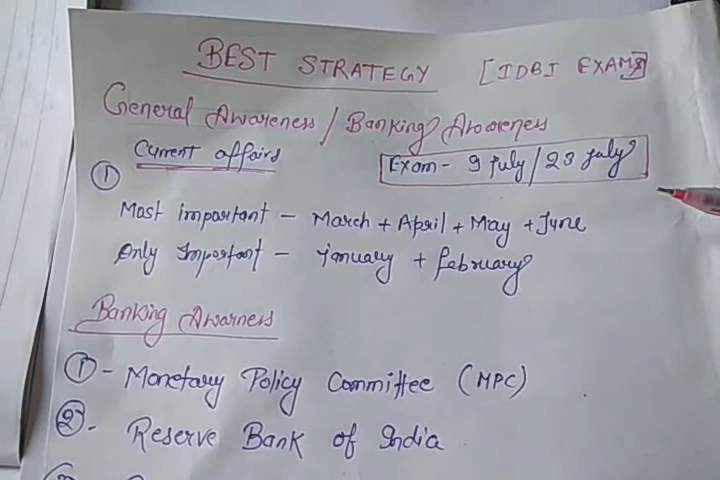 BEST STRATEGY [IDBI EXAMS]
General Awareness / Banking Awareness
Current affairs
Exam - 9 July / 23 July
①
Most important - March + April + May + June
Only Important - January + February
Banking Awarness
① - Monetary Policy Committee (MPC)
② - Reserve Bank of India